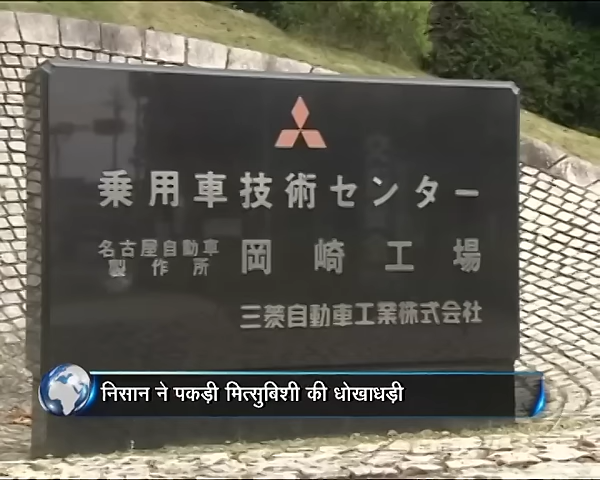 乗用車技術センター
名古屋自動車
製作所
岡崎工場
三菱自動車工業株式会社
निसान ने पकड़ी मित्सुबिशी की धोखाधड़ी